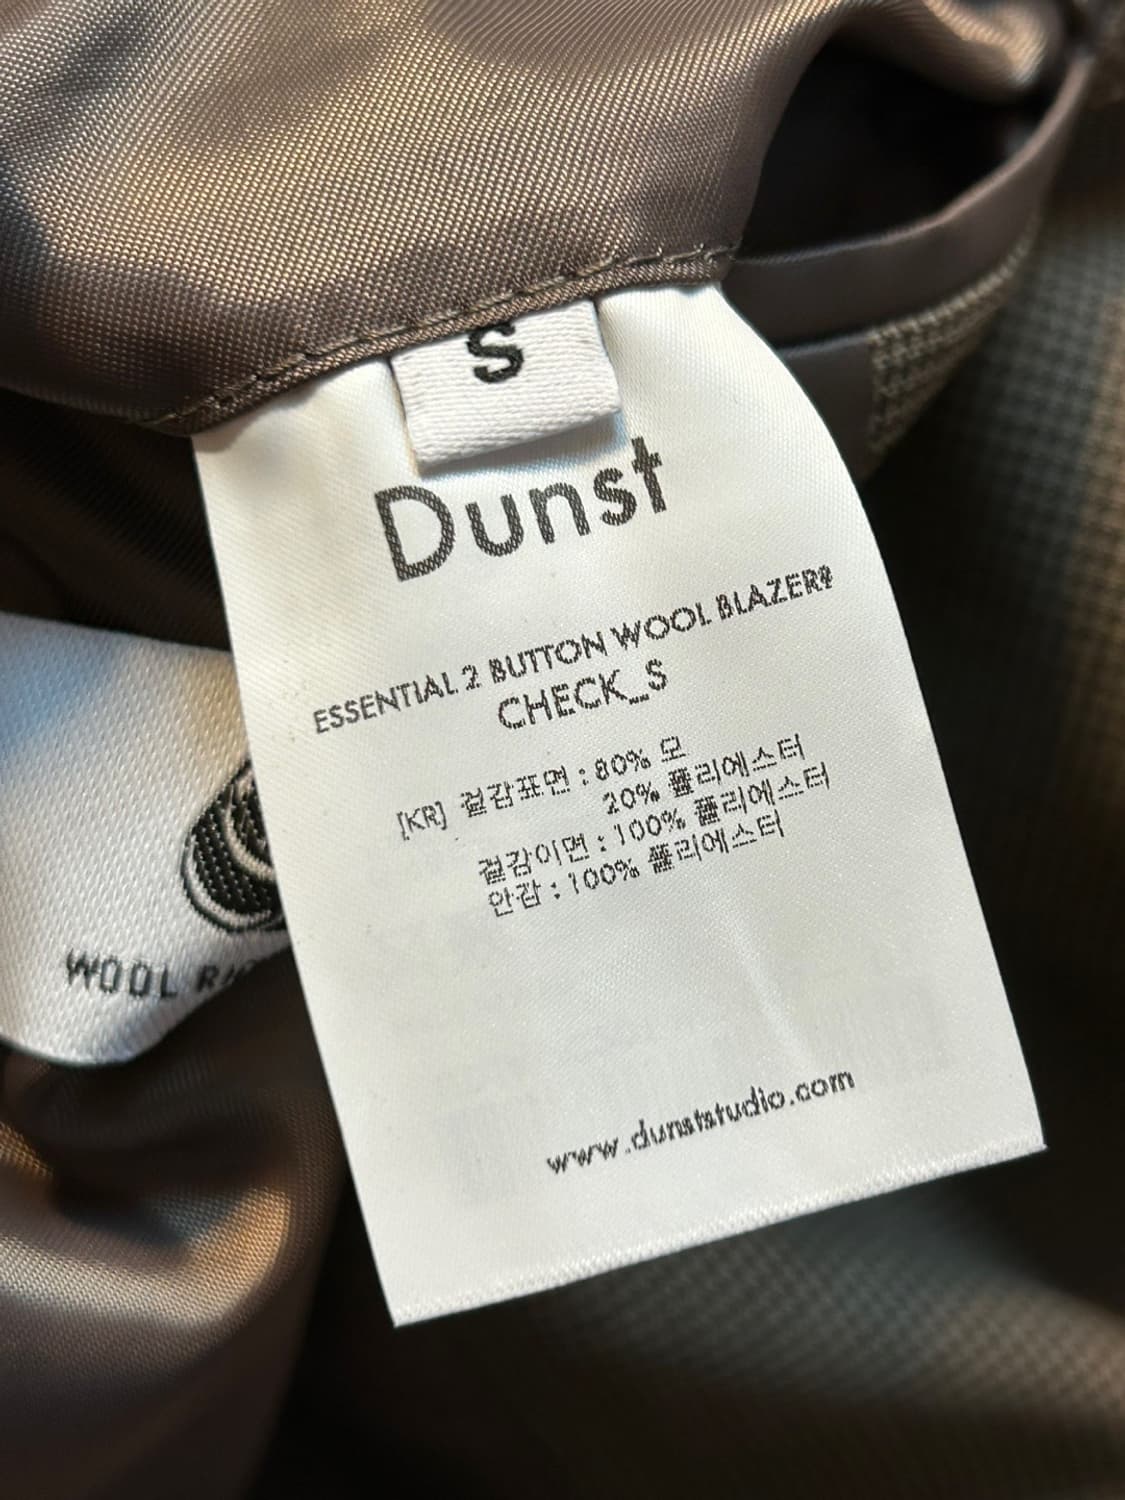 S
Dunst
ESSENTIAL 2 BUTTON WOOL BLAZER
CHECK_S
[KR] 겉감표면 : 80% 모
20% 폴리에스터
겉감이면 : 100% 폴리에스터
안감 : 100% 폴리에스터
www.dunststudio.com
WOOL